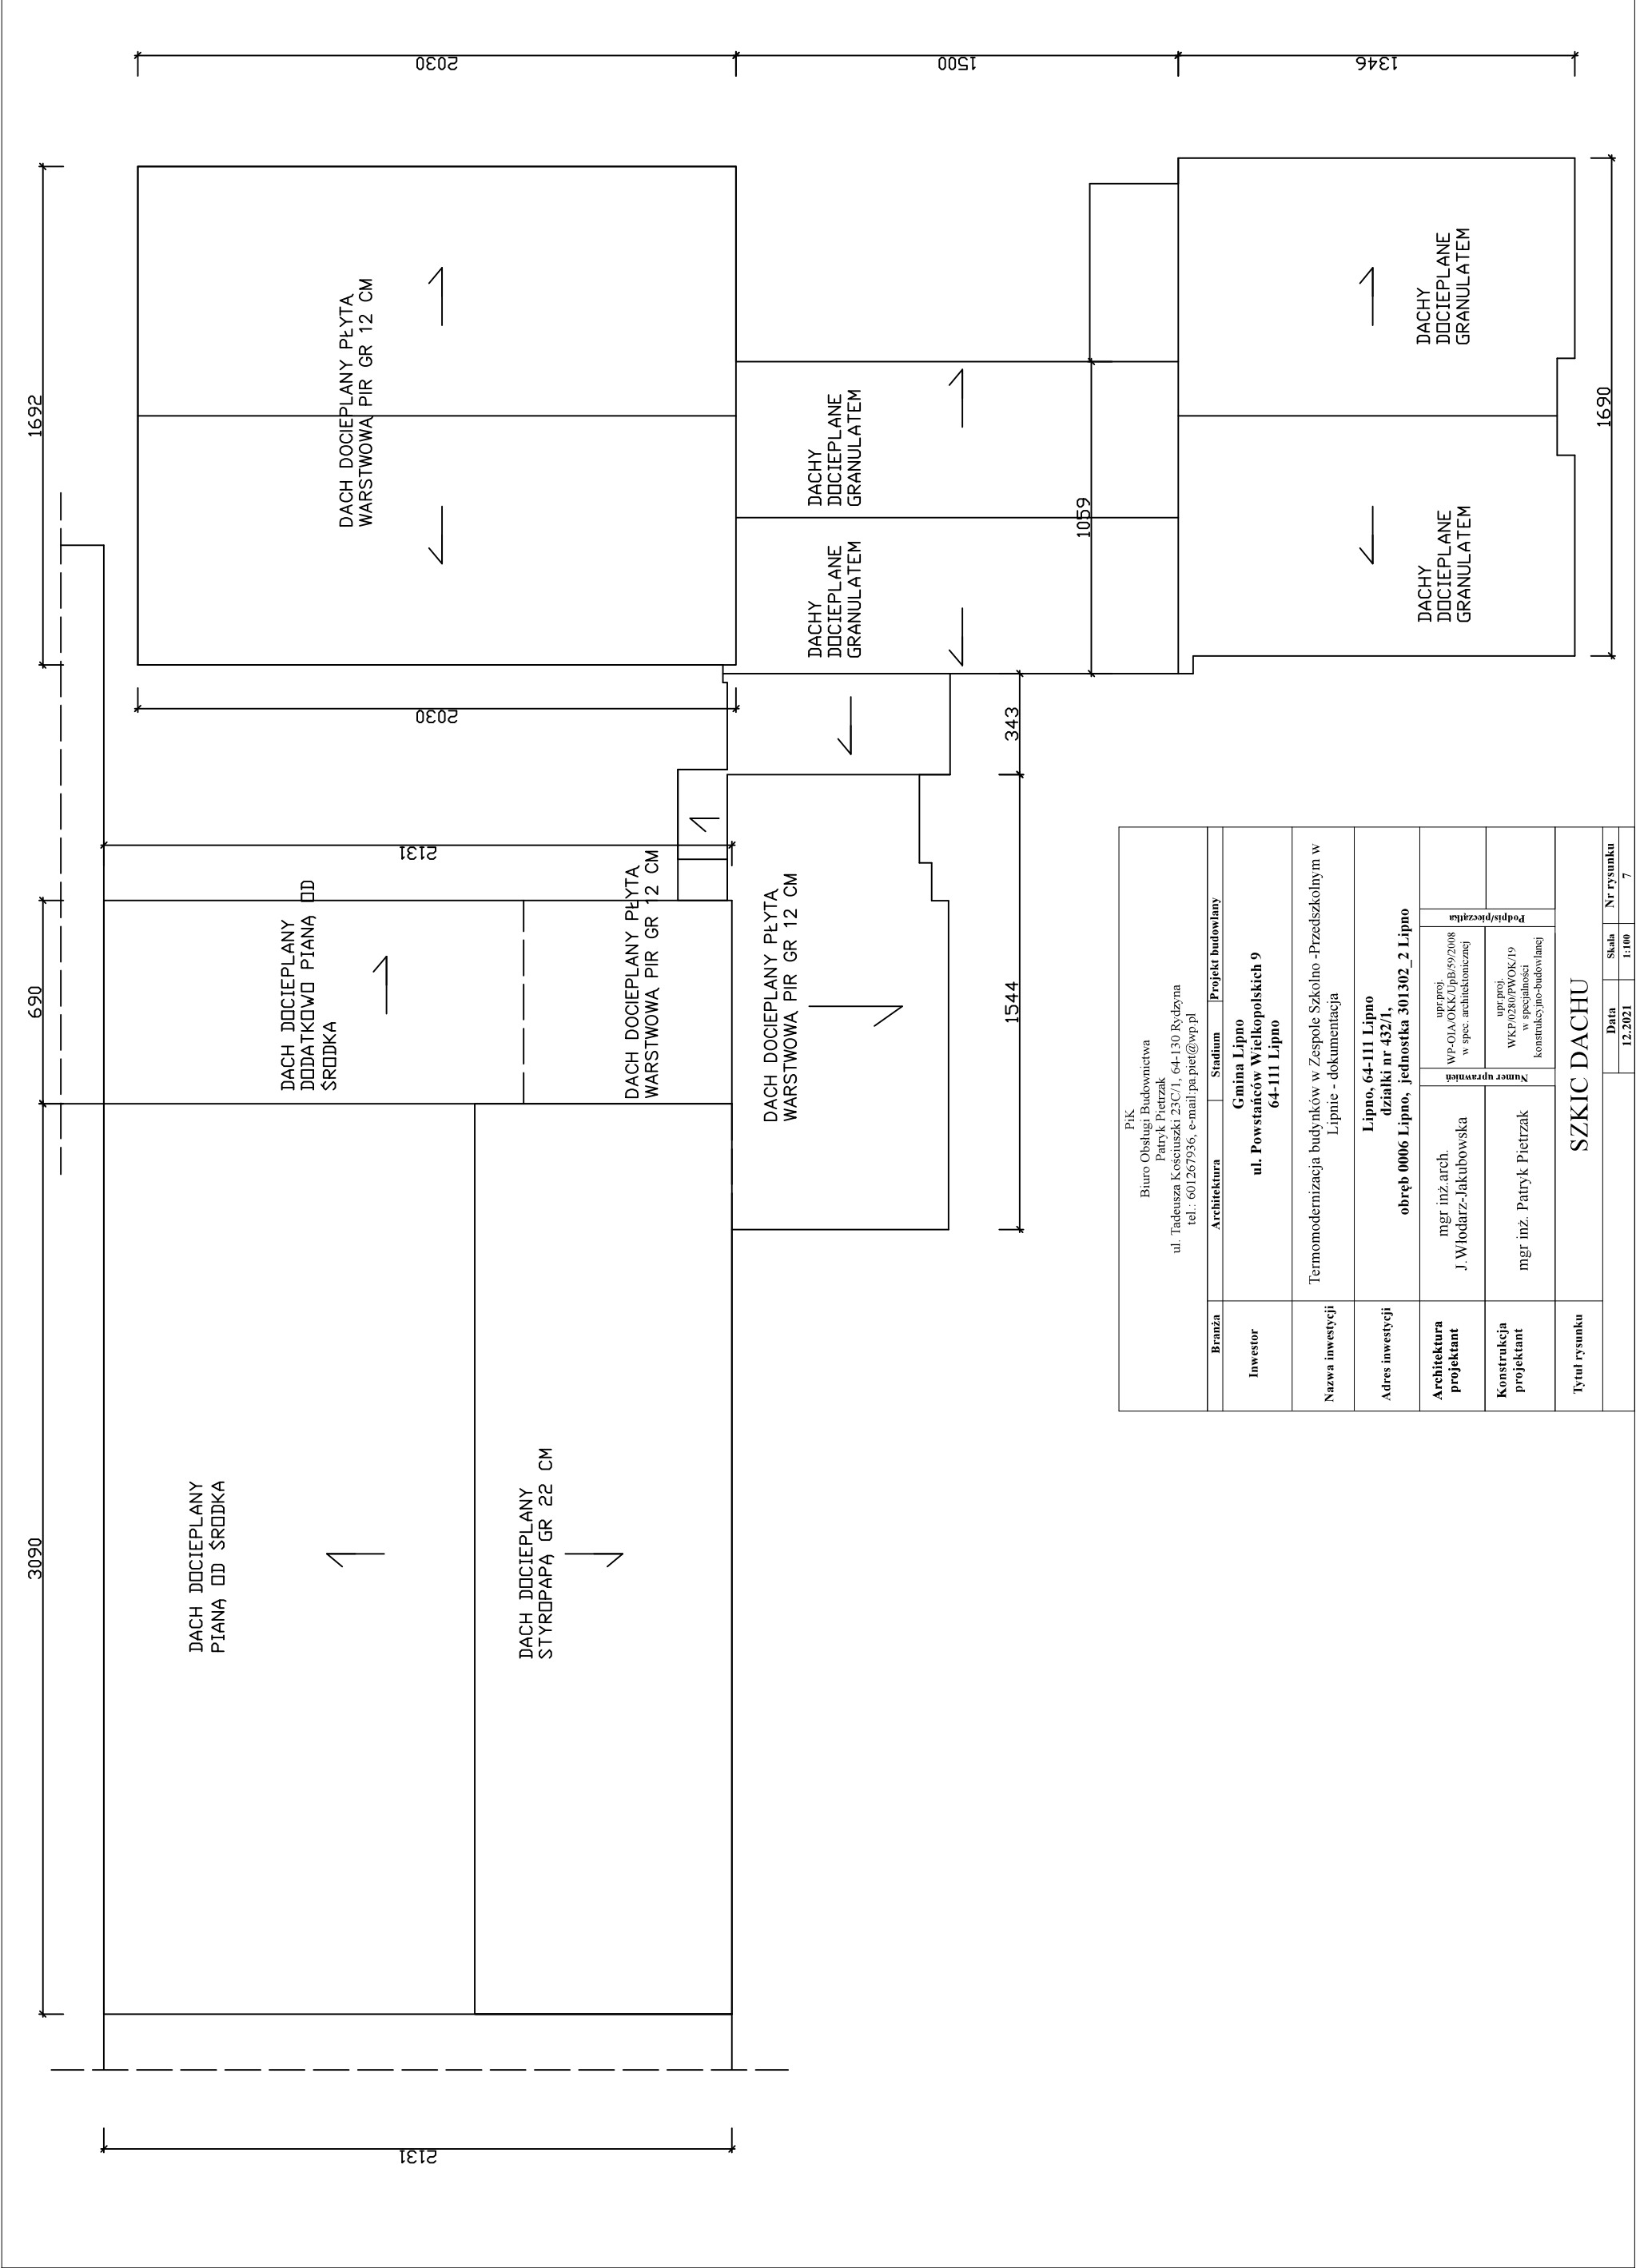 3090
690
1692
2131
2131
2030
2030
1500
1346
DACH DOCIEPLANY
PIANĄ OD ŚRODKA
DACH DOCIEPLANY
STYROPAPĄ GR 22 CM
DACH DOCIEPLANY
DODATKOWO PIANĄ OD
ŚRODKA
DACH DOCIEPLANY PŁYTĄ
WARSTWOWĄ PIR GR 12 CM
DACH DOCIEPLANY PŁYTĄ
WARSTWOWĄ PIR GR 12 CM
DACH DOCIEPLANY PŁYTĄ
WARSTWOWĄ PIR GR 12 CM
DACHY
DOCIEPLANE
GRANULATEM
DACHY
DOCIEPLANE
GRANULATEM
1544
343
1059
DACHY
DOCIEPLANE
GRANULATEM
DACHY
DOCIEPLANE
GRANULATEM
1690
PiK
Biuro Obsługi Budownictwa
Patryk Pietrzak
ul. Tadeusza Kościuszki 23C/1, 64-130 Rydzyna
tel.: 601267936, e-mail:pa.piet@wp.pl
Branża Architektura Stadium Projekt budowlany
Inwestor
Gmina Lipno
ul. Powstańców Wielkopolskich 9
64-111 Lipno
Nazwa inwestycji
Termomodernizacja budynków w Zespole Szkolno -Przedszkolnym w
Lipnie - dokumentacja
Adres inwestycji
Lipno, 64-111 Lipno
działki nr 432/1,
obręb 0006 Lipno, jednostka 301302_2 Lipno
Architektura
projektant
mgr inż.arch.
J.Włodarz-Jakubowska
Numer uprawnień
upr.proj.
WP-OIA/OKK/UpB/59/2008
w spec. architektonicznej
Podpis/pieczątka
Konstrukcja
projektant
mgr inż. Patryk Pietrzak
upr.proj.
WKP/0280/PWOK/19
w specjalności
konstrukcyjno-budowlanej
Tytuł rysunku
SZKIC DACHU
Data Skala Nr rysunku
12.2021 1:100 7